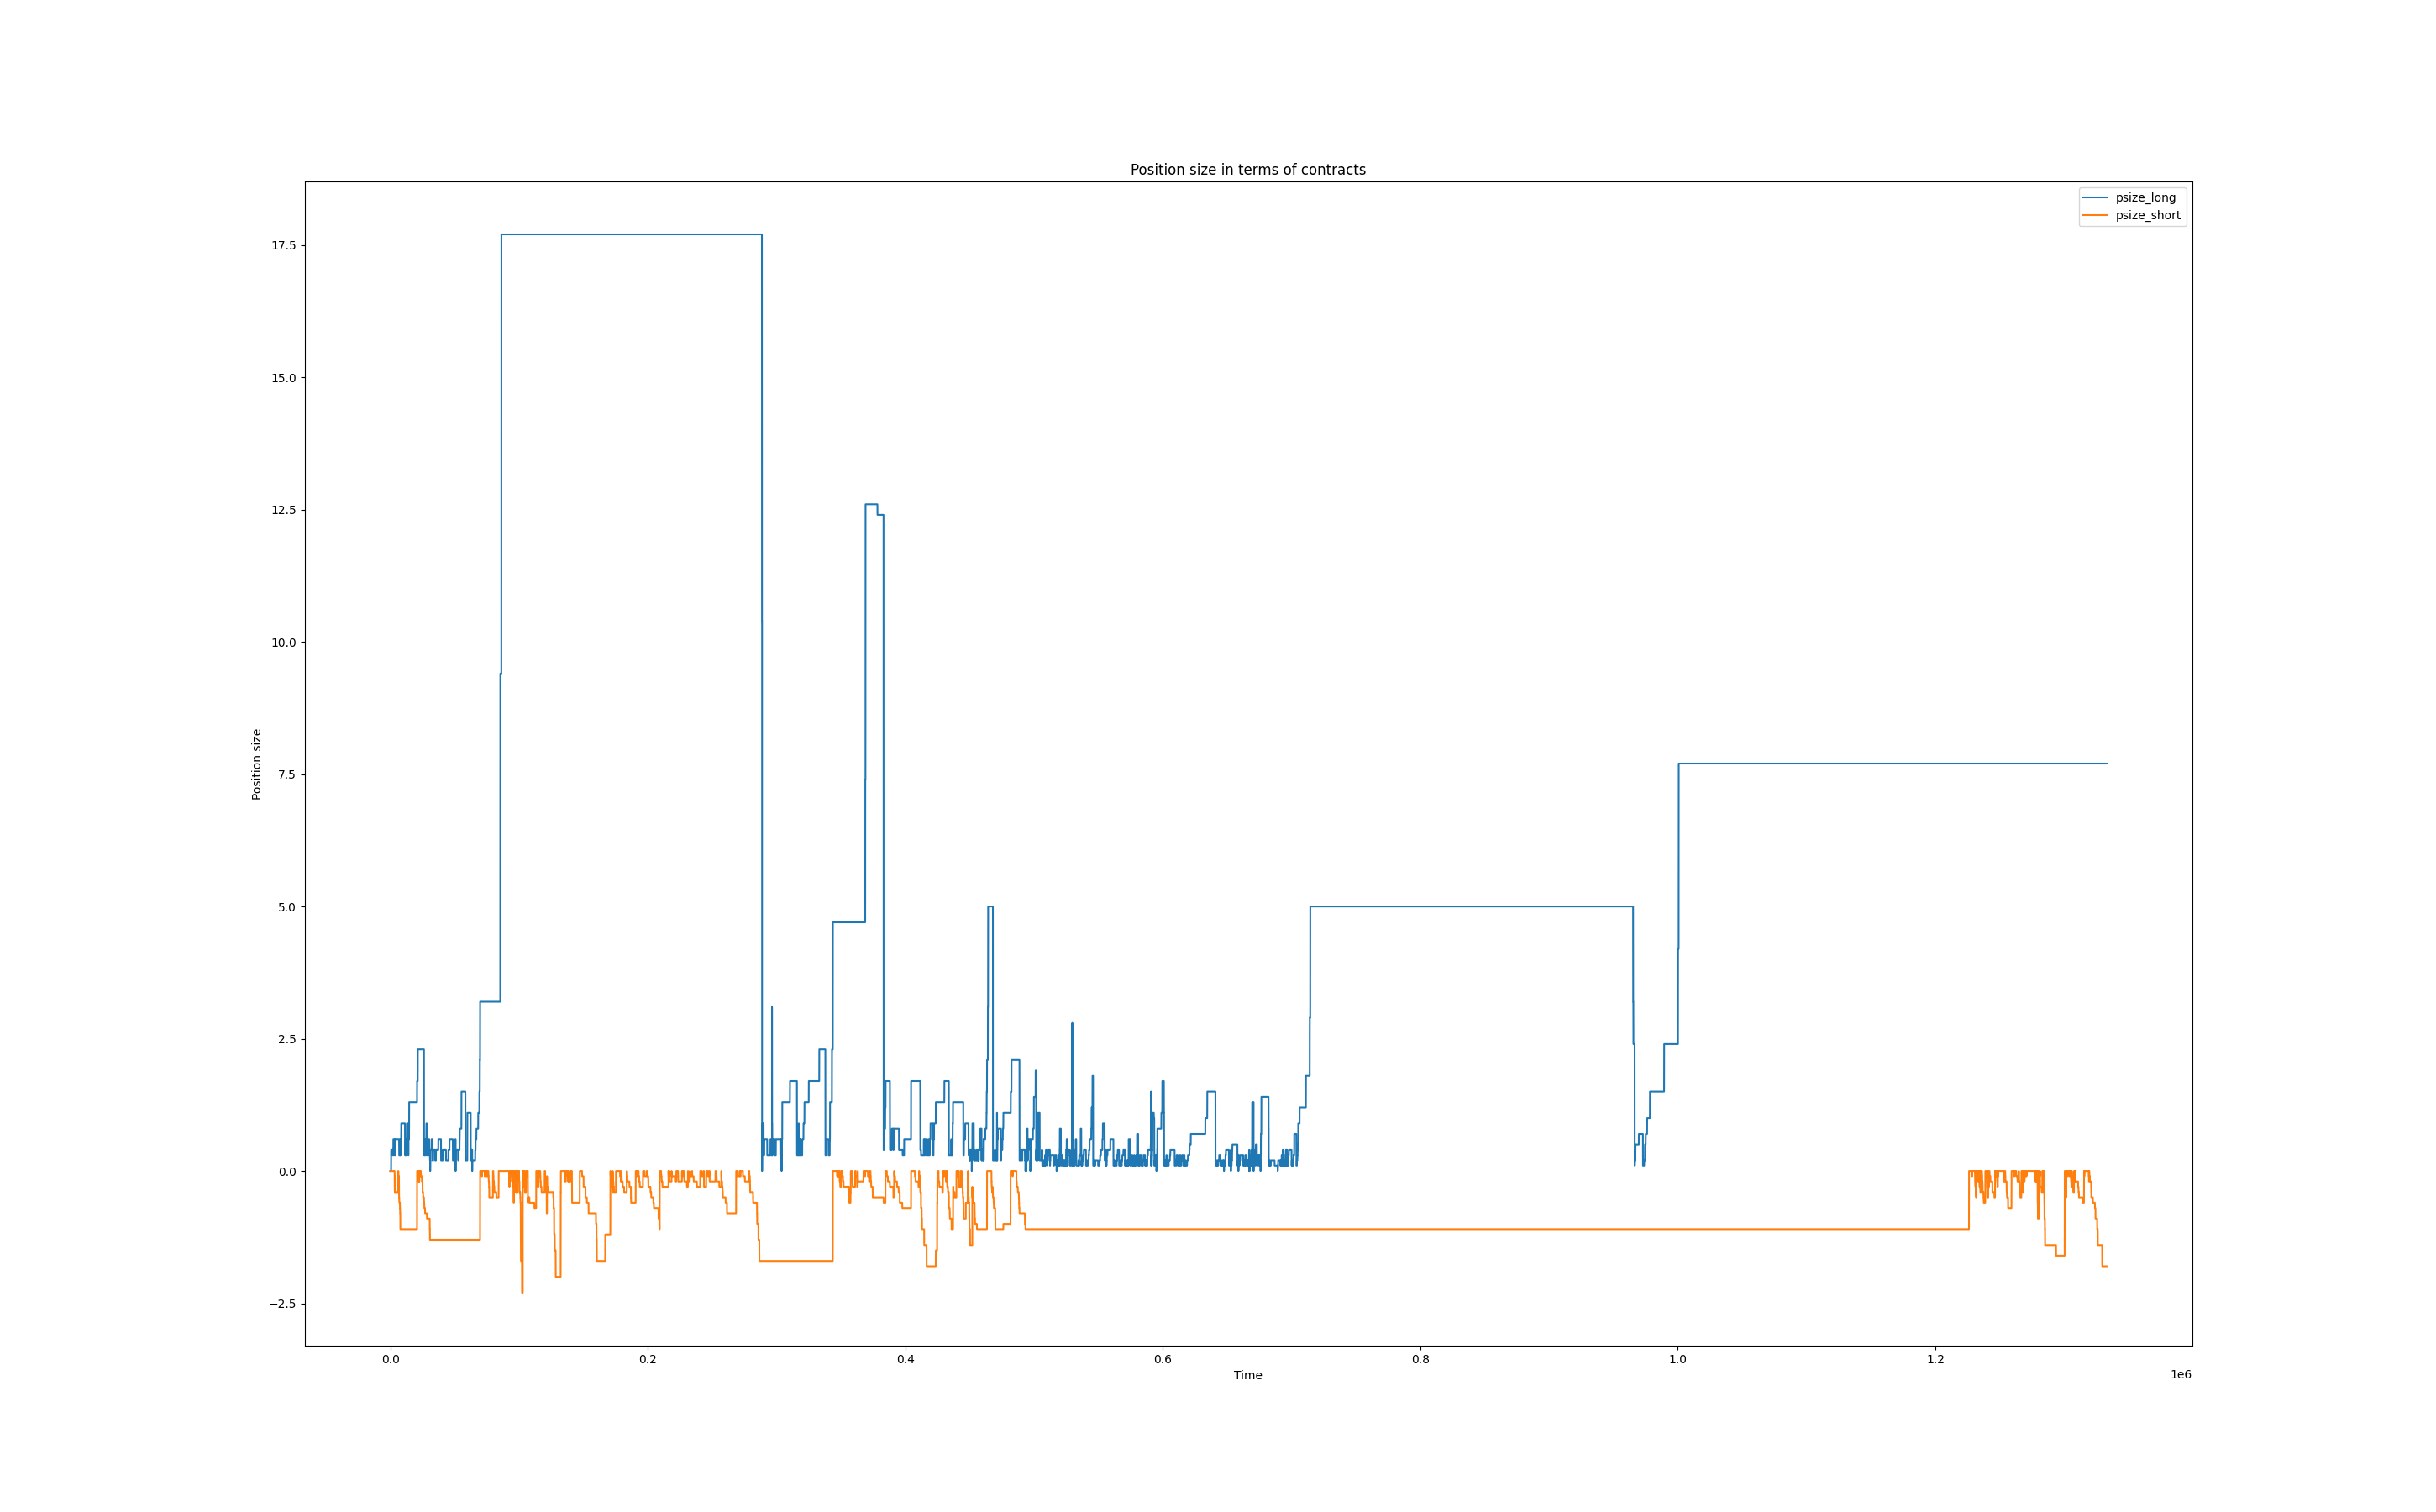 Position size in terms of contracts
psize_long
psize_short
17.5
15.0
12.5
10.0
7.5
5.0
2.5
0.0
−2.5
Position size
0.0 0.2 0.4 0.6 0.8 1.0 1.2
Time
1e6